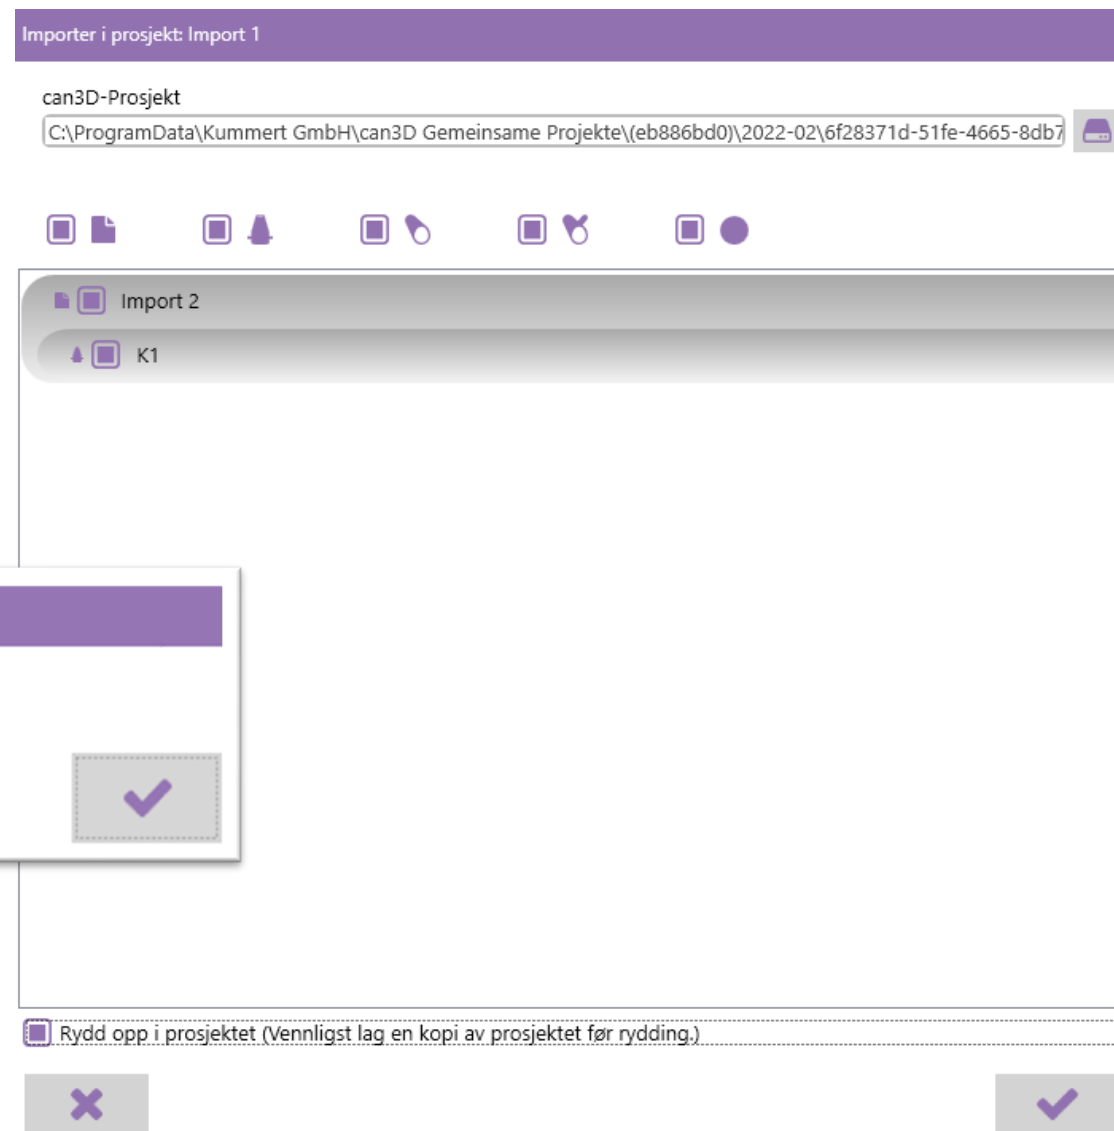 Importer i prosjekt: Import 1
can3D-Prosjekt
C:\ProgramData\Kummert GmbH\can3D Gemeinsame Projekte\(eb886bd0)\2022-02\6f28371d-51fe-4665-8db7
Import 2
K1
Rydd opp i prosjektet (Vennligst lag en kopi av prosjektet før rydding.)